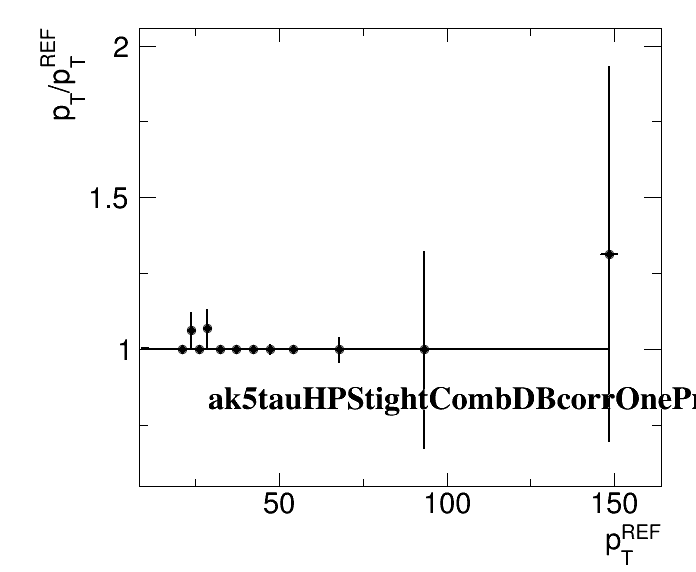 p_T/p_T^REF
2
1.5
1
ak5tauHPStightCombDBcorrOnePr
50 100 150
p_T^REF